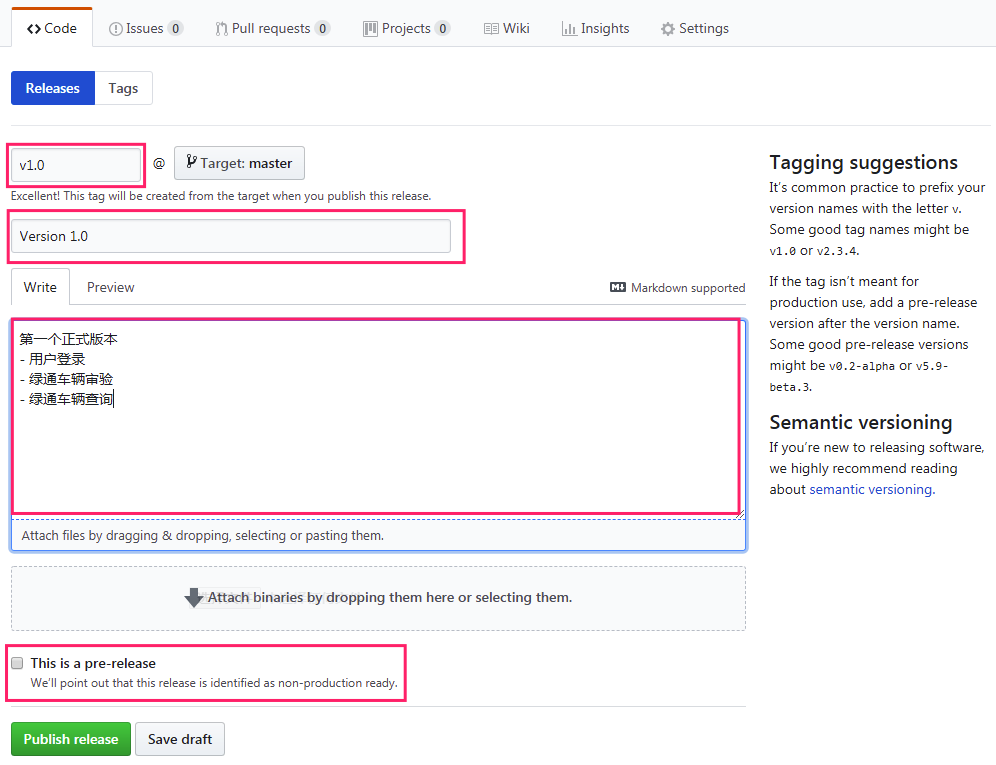 Code Issues 0 Pull requests 0 Projects 0 Wiki Insights Settings
Releases Tags
v1.0 @ Target: master
Excellent! This tag will be created from the target when you publish this release.
Version 1.0
Write Preview Markdown supported
第一个正式版本
- 用户登录
- 绿通车辆审验
- 绿通车辆查询
Attach files by dragging & dropping, selecting or pasting them.
Attach binaries by dropping them here or selecting them.
This is a pre-release
We'll point out that this release is identified as non-production ready.
Publish release Save draft
Tagging suggestions
It's common practice to prefix your
version names with the letter v.
Some good tag names might be
v1.0 or v2.3.4.
If the tag isn't meant for
production use, add a pre-release
version after the version name.
Some good pre-release versions
might be v0.2-alpha or v5.9-
beta.3.
Semantic versioning
If you're new to releasing software,
we highly recommend reading
about semantic versioning.